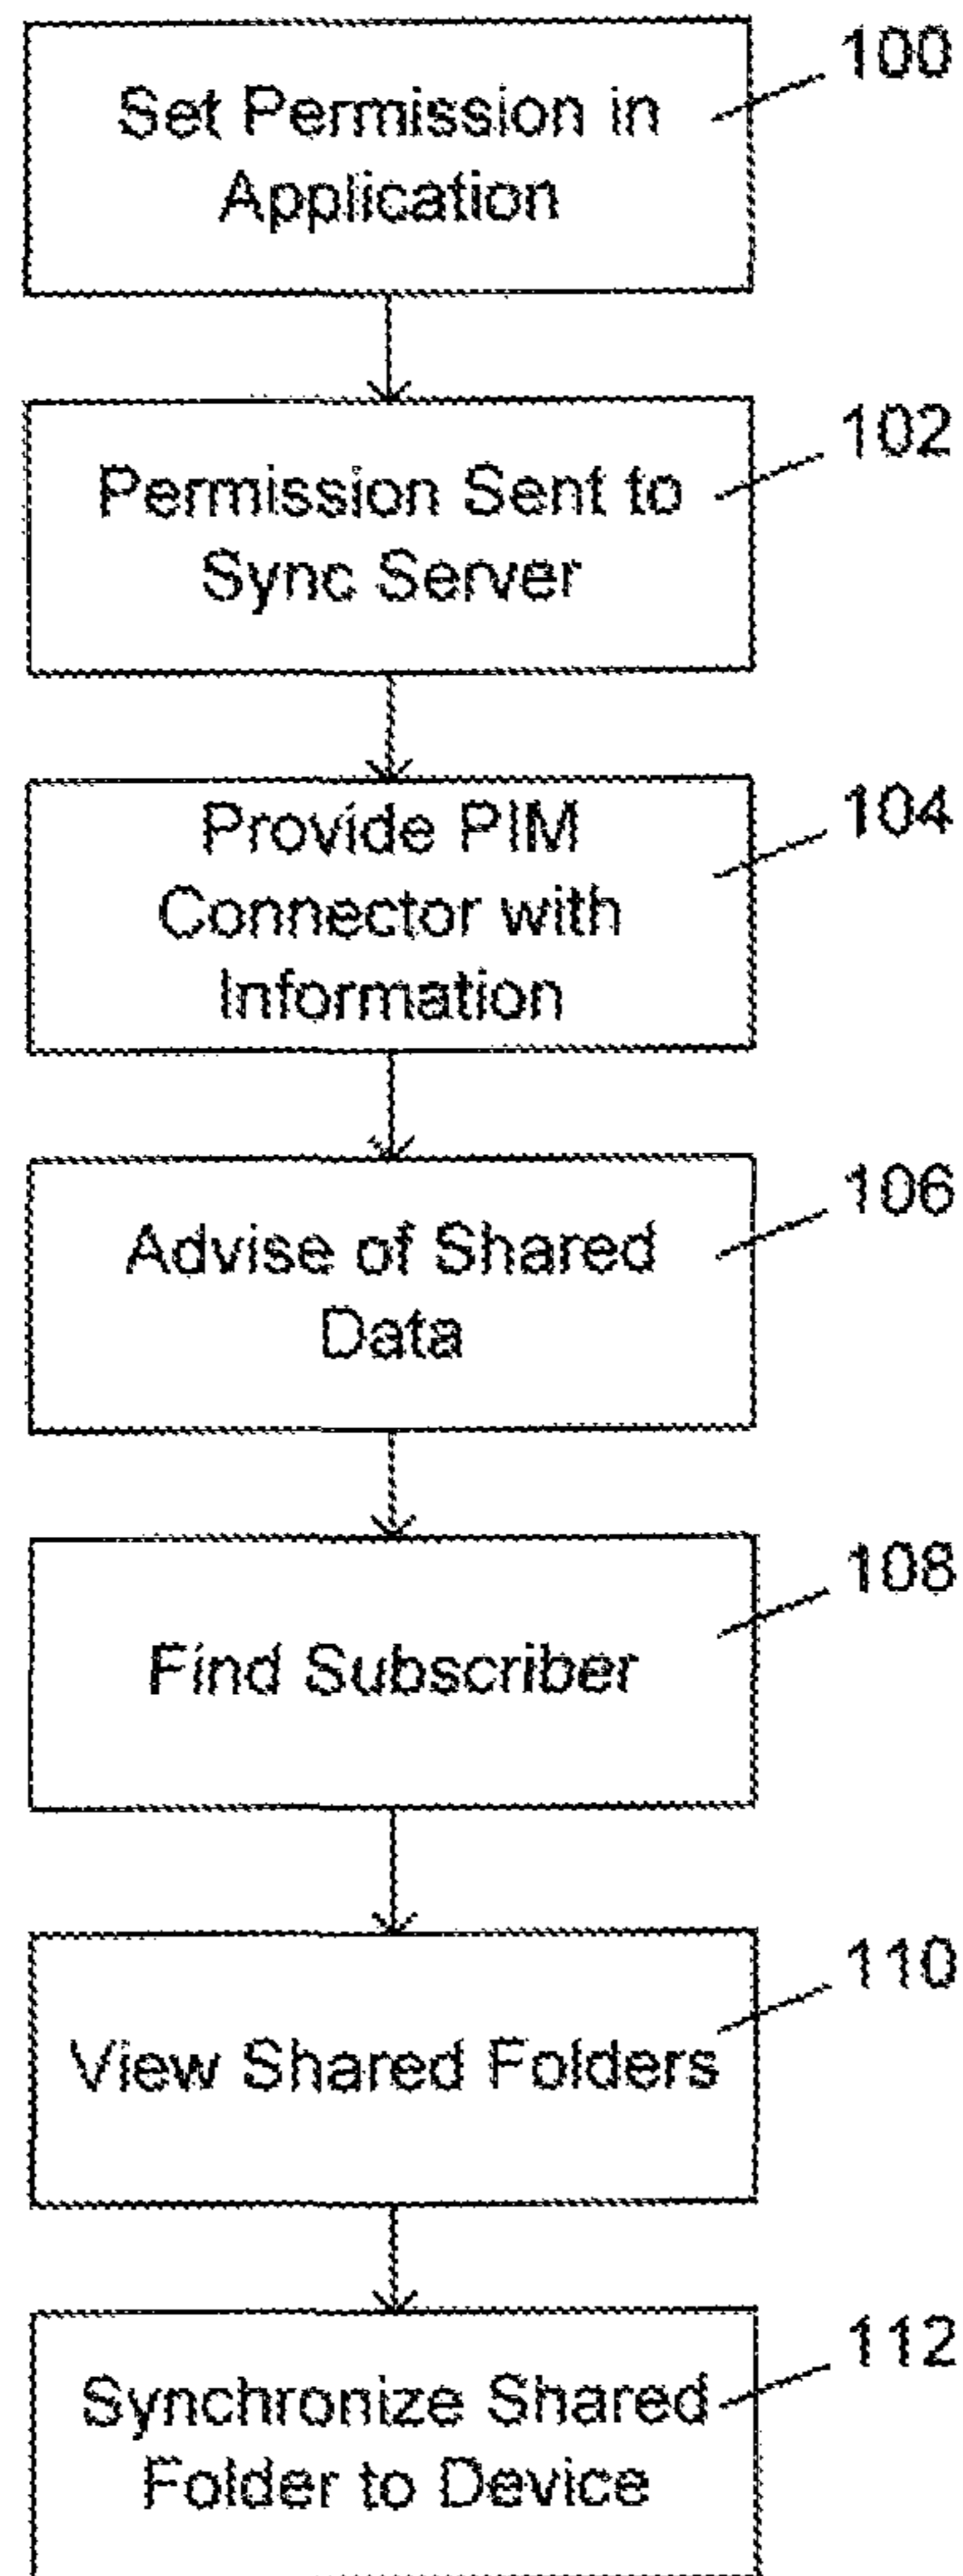 100
Set Permission in
Application
102
Permission Sent to
Sync Server
104
Provide PIM
Connector with
Information
106
Advise of Shared
Data
108
Find Subscriber
110
View Shared Folders
112
Synchronize Shared
Folder to Device